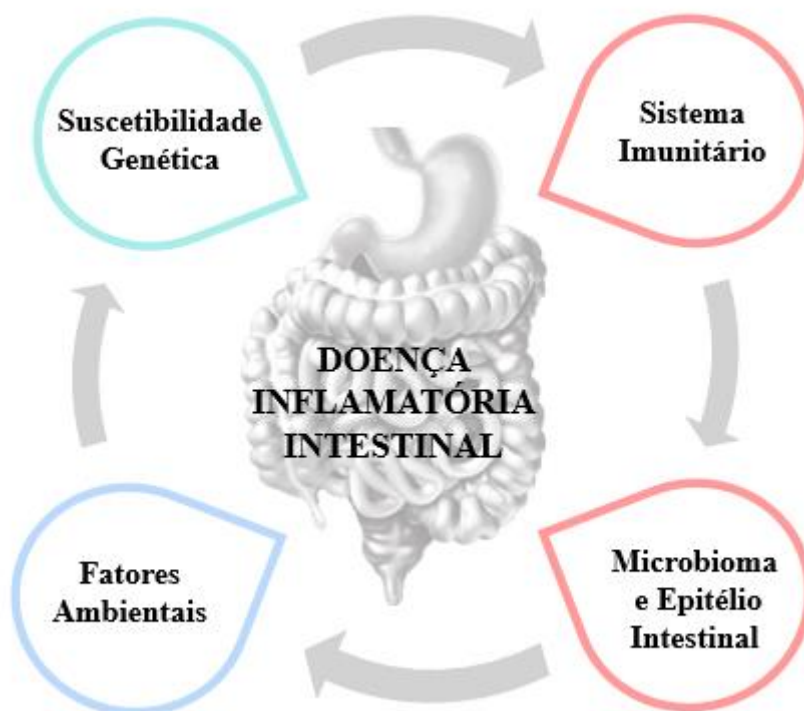 Suscetibilidade
Genética
Sistema
Imunitário
DOENÇA
INFLAMATÓRIA
INTESTINAL
Fatores
Ambientais
Microbioma
e Epitélio
Intestinal